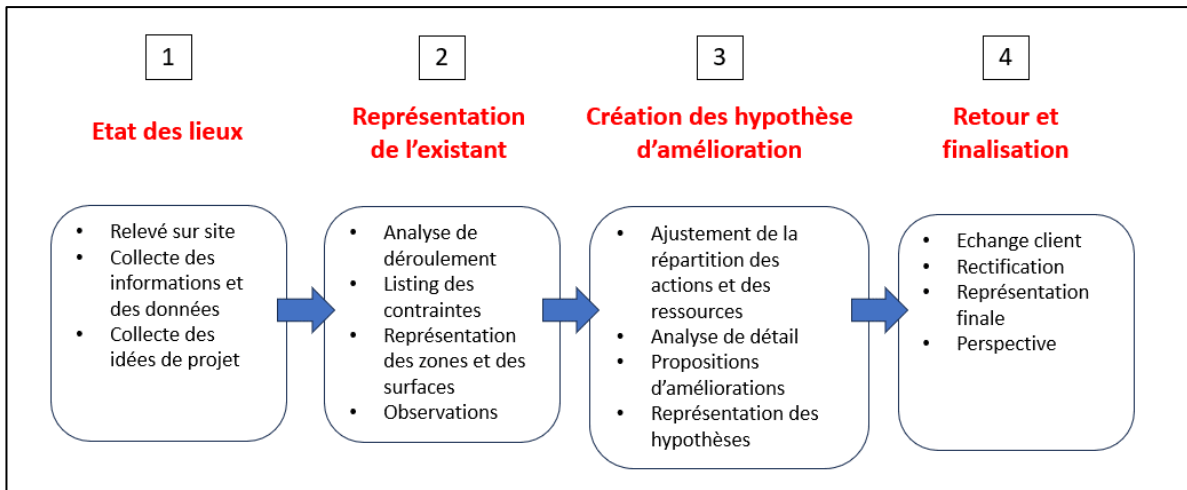 1
Etat des lieux
• Relevé sur site
• Collecte des
informations et
des données
• Collecte des
idées de projet
2
Représentation
de l'existant
• Analyse de
déroulement
• Listing des
contraintes
• Représentation
des zones et des
surfaces
• Observations
3
Création des hypothèse
d'amélioration
• Ajustement de la
répartition des
actions et des
ressources
• Analyse de détail
• Propositions
d'améliorations
• Représentation des
hypothèses
4
Retour et
finalisation
• Echange client
• Rectification
• Représentation
finale
• Perspective